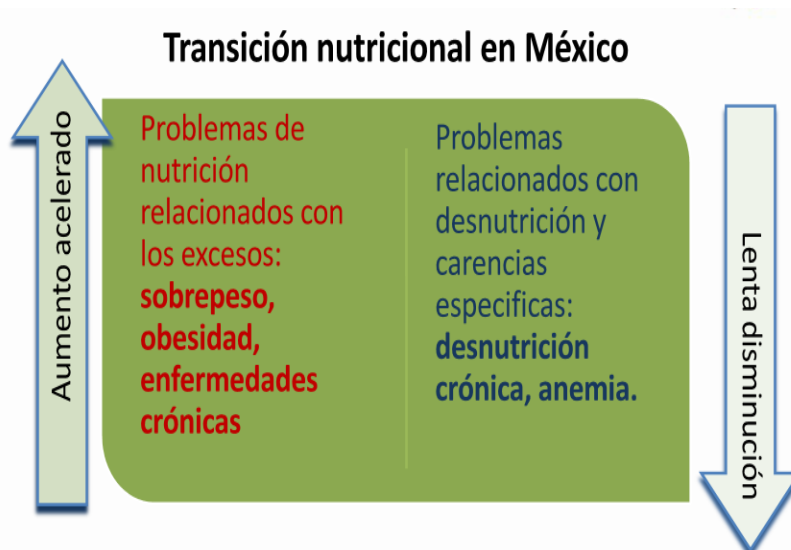 Transición nutricional en México
Aumento acelerado
Problemas de
nutrición
relacionados con
los excesos:
sobrepeso,
obesidad,
enfermedades
crónicas
Problemas
relacionados con
desnutrición y
carencias
especificas:
desnutrición
crónica, anemia.
Lenta disminución